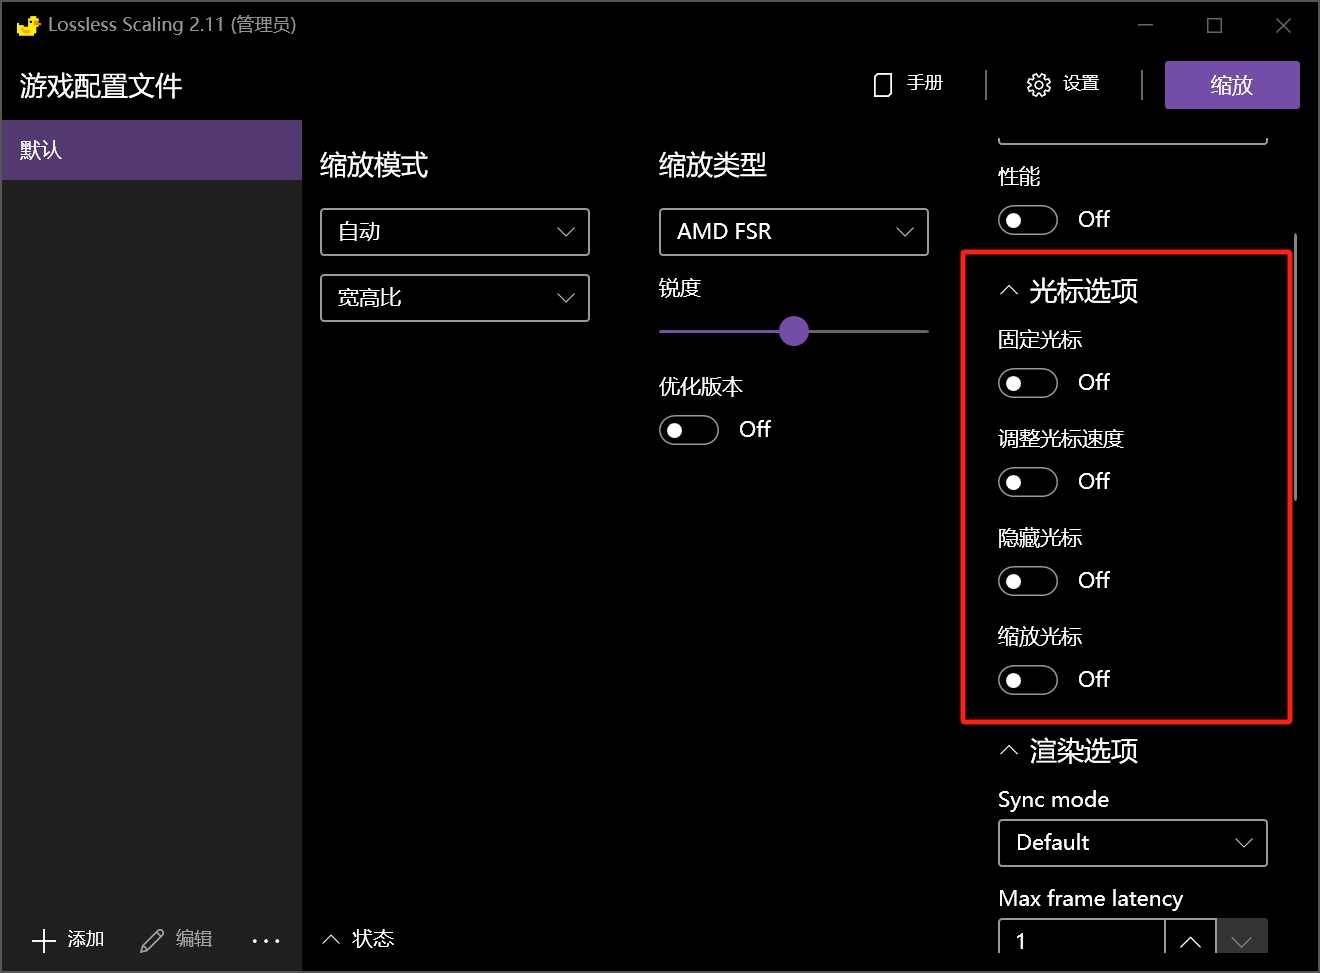 Lossless Scaling 2.11 (管理员)
游戏配置文件
手册
设置
缩放
默认
缩放模式
自动
宽高比
缩放类型
AMD FSR
锐度
优化版本
Off
性能
Off
光标选项
固定光标
Off
调整光标速度
Off
隐藏光标
Off
缩放光标
Off
渲染选项
Sync mode
Default
Max frame latency
1
添加
编辑
状态